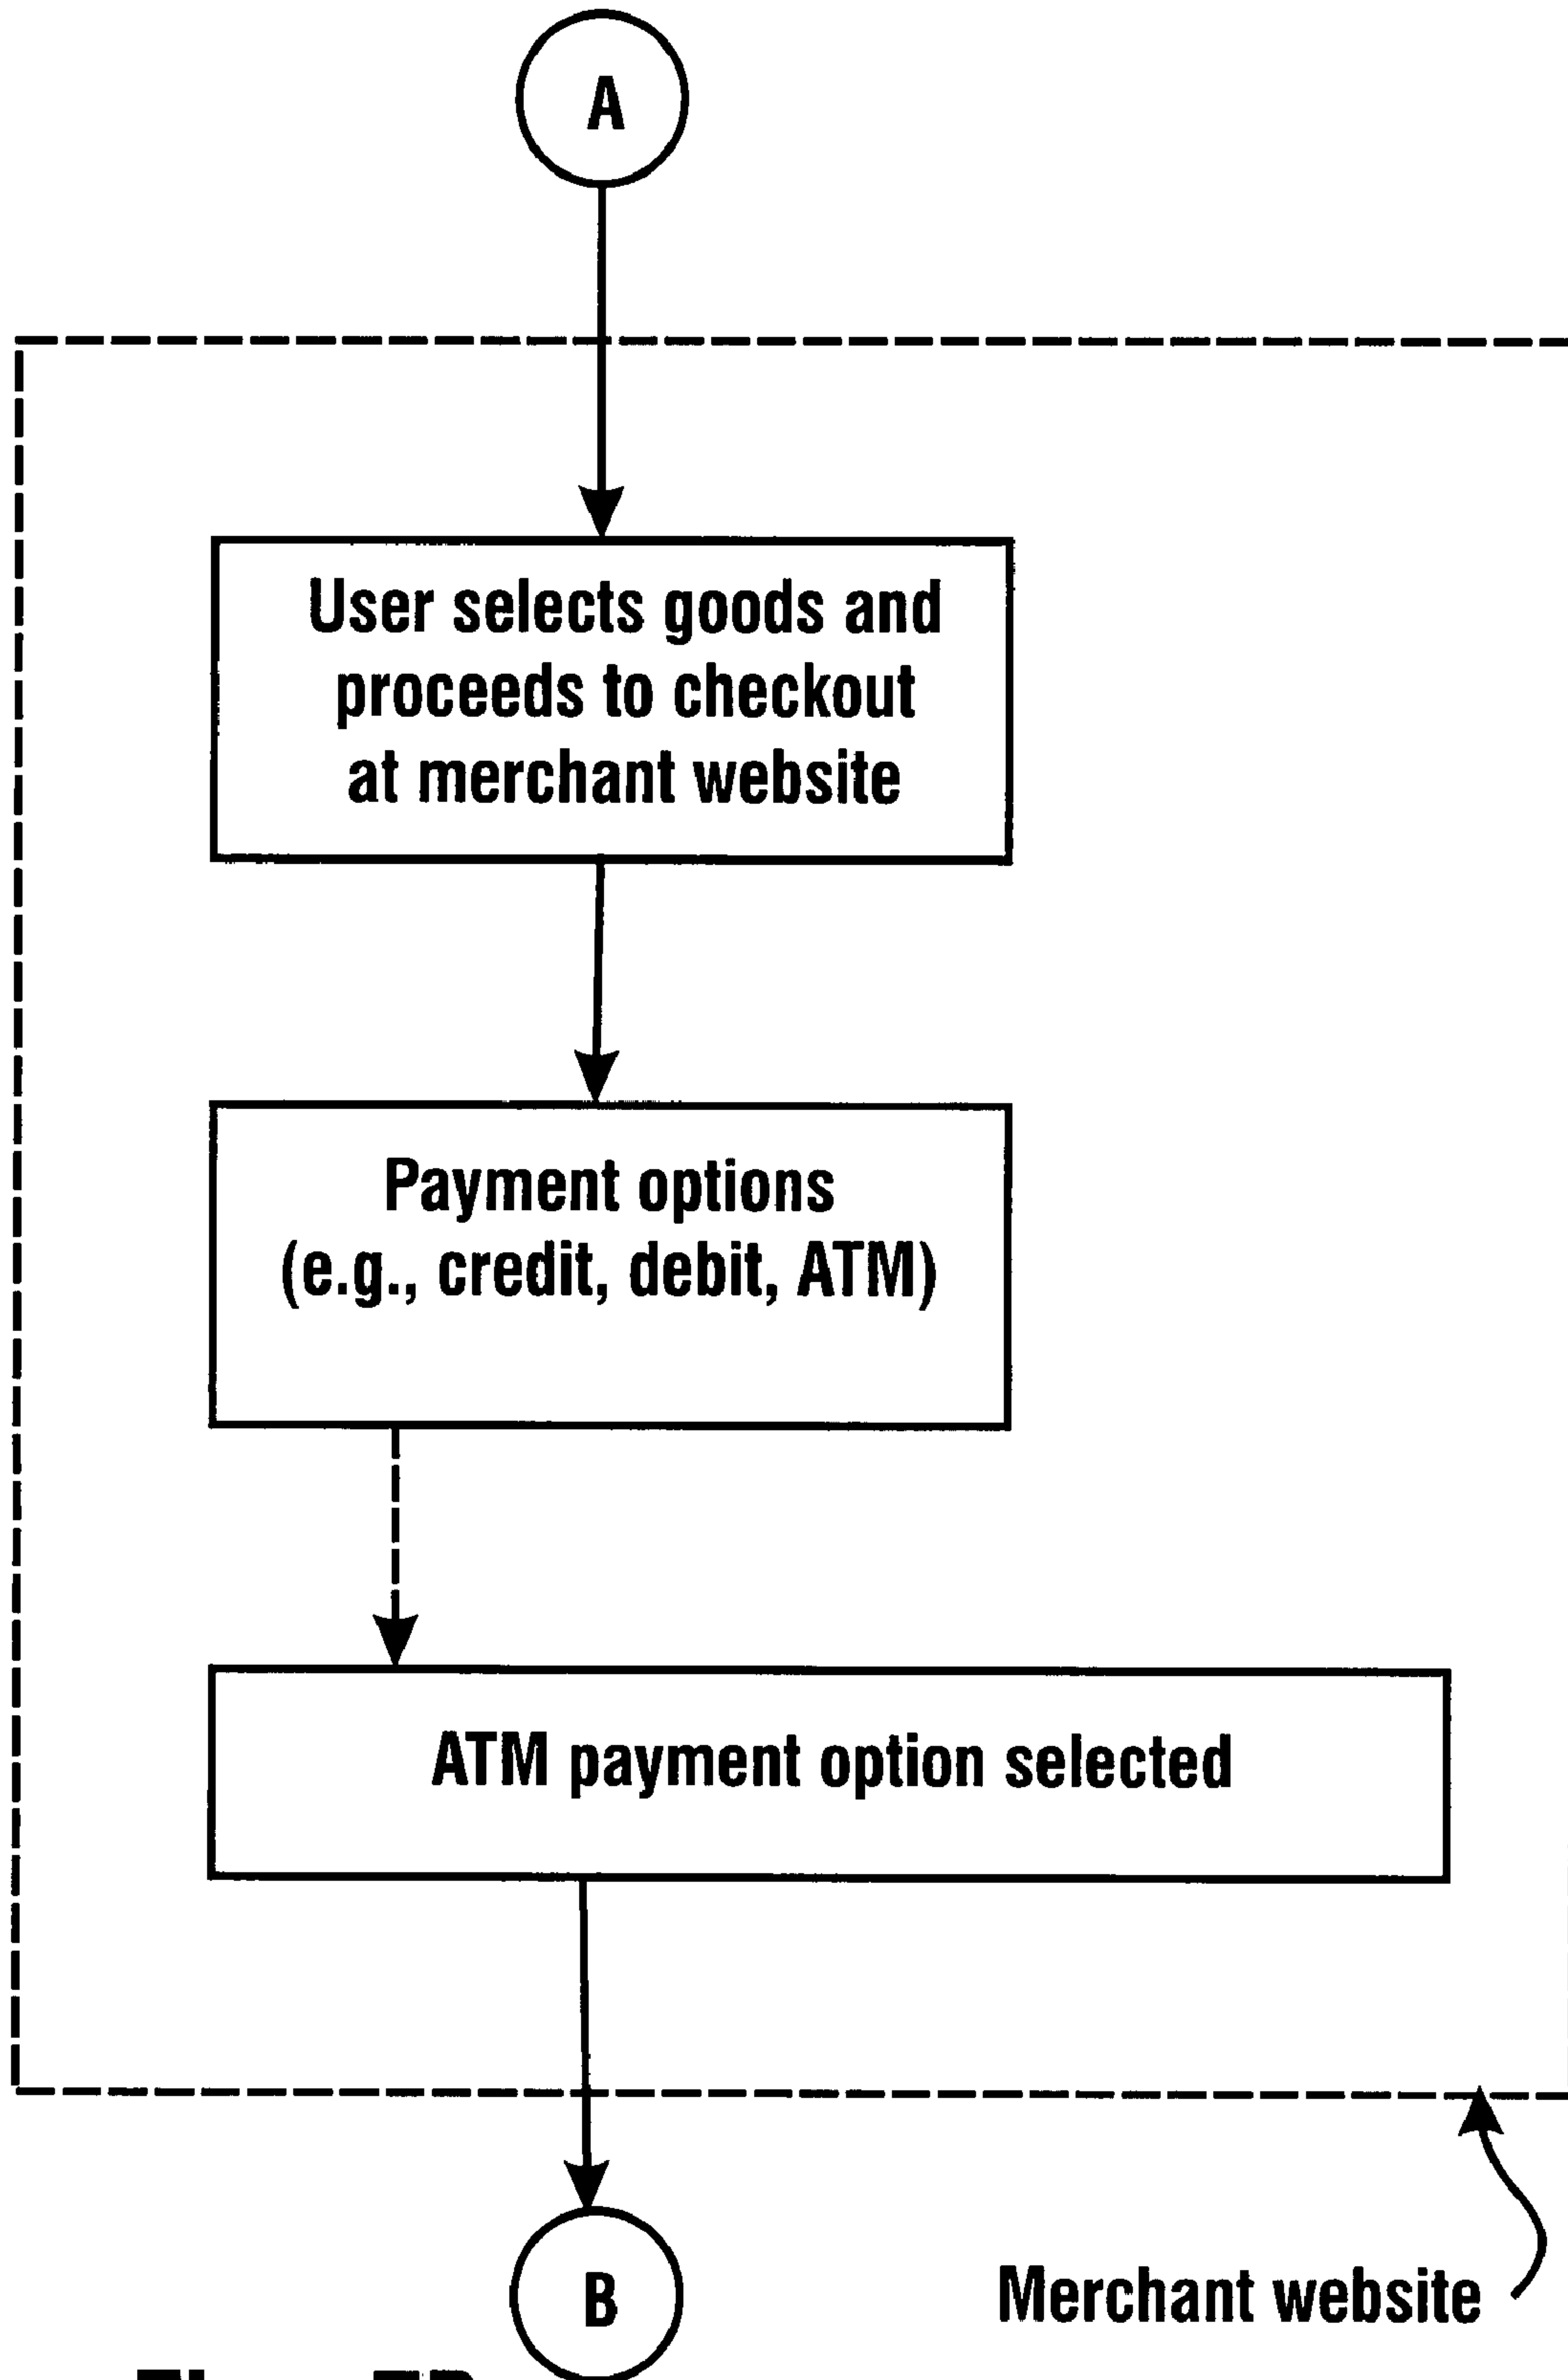 A
User selects goods and
proceeds to checkout
at merchant website
Payment options
(e.g., credit, debit, ATM)
ATM payment option selected
B
Merchant website